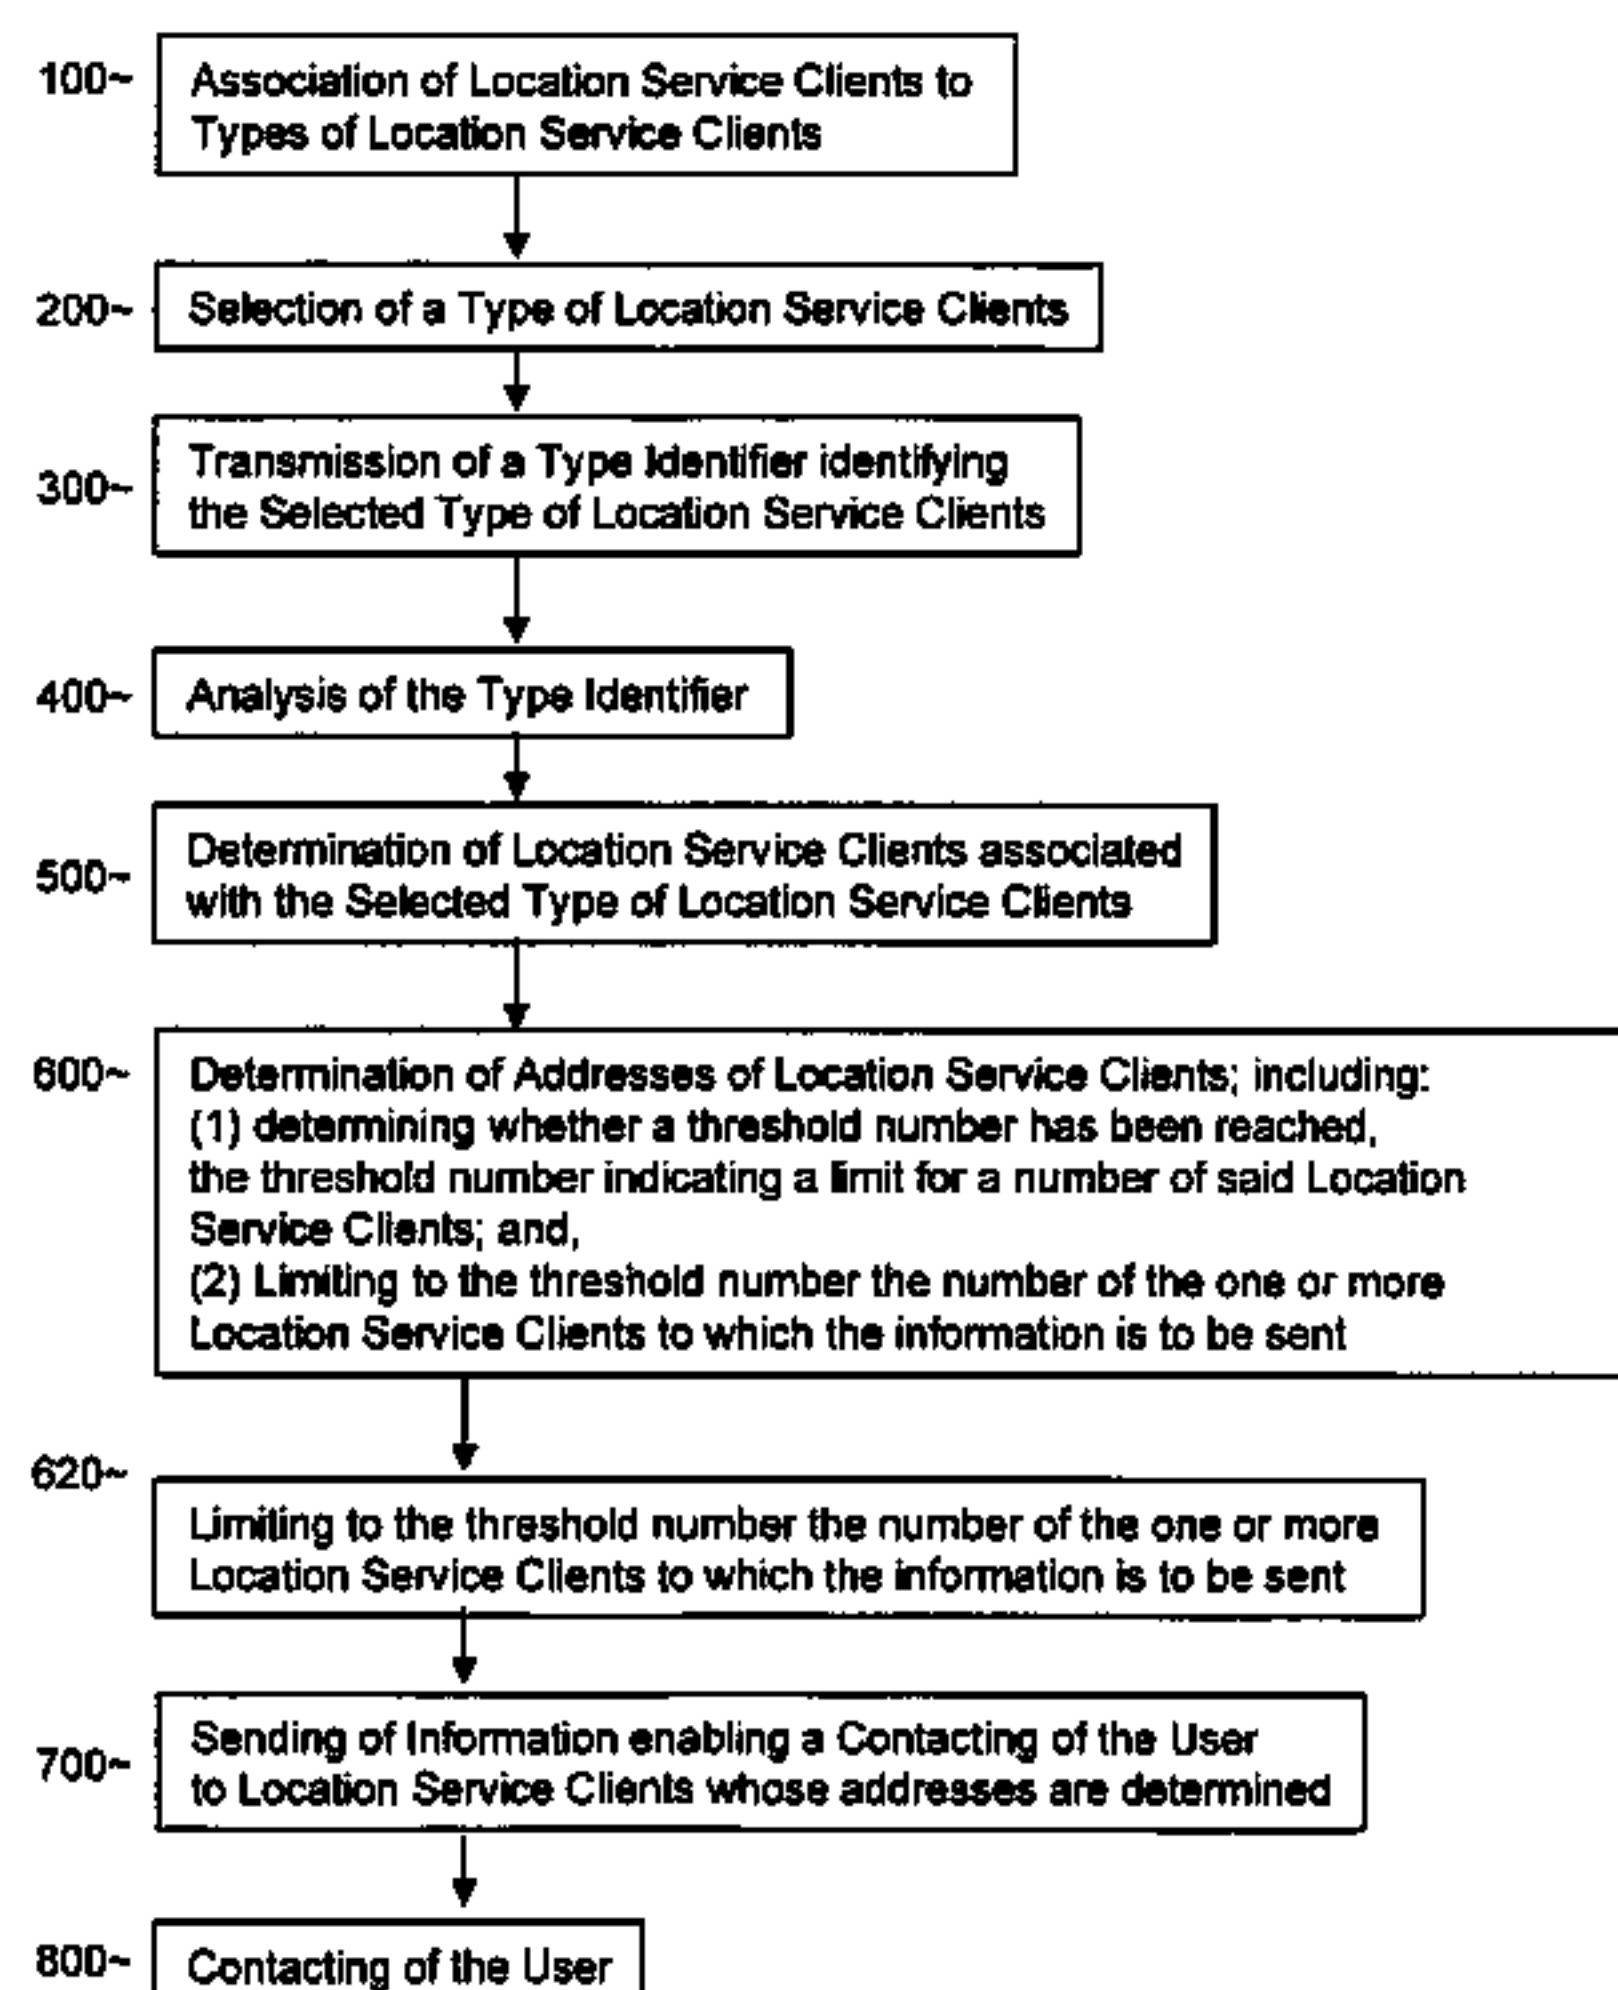 100~ Association of Location Service Clients to
Types of Location Service Clients
200~ Selection of a Type of Location Service Clients
Transmission of a Type Identifier identifying
300~ the Selected Type of Location Service Clients
400~ Analysis of the Type Identifier
Determination of Location Service Clients associated
500~ with the Selected Type of Location Service Clients
600~ Determination of Addresses of Location Service Clients; including:
(1) determining whether a threshold number has been reached,
the threshold number indicating a limit for a number of said Location
Service Clients; and,
(2) Limiting to the threshold number the number of the one or more
Location Service Clients to which the information is to be sent
620~
Limiting to the threshold number the number of the one or more
Location Service Clients to which the information is to be sent
Sending of Information enabling a Contacting of the User
700~ to Location Service Clients whose addresses are determined
800~ Contacting of the User